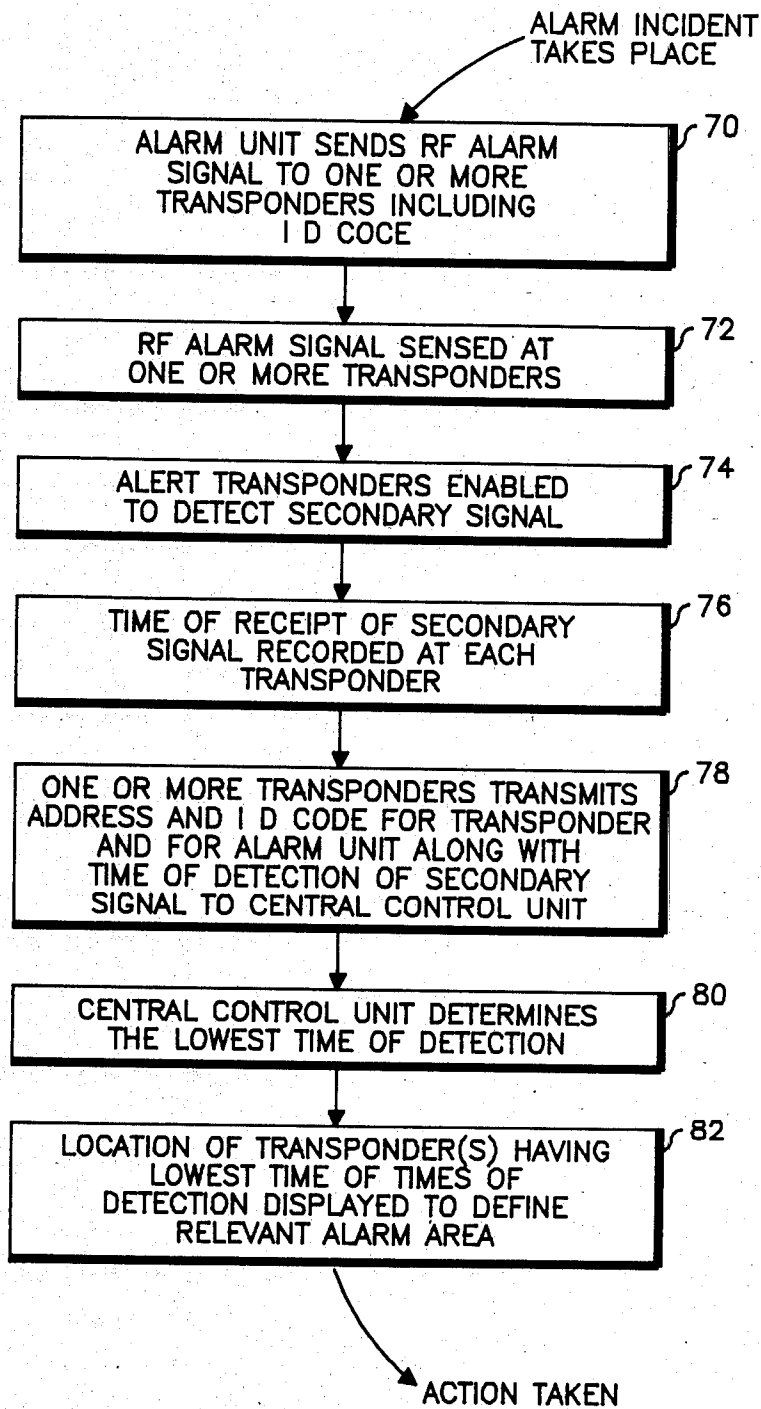 ALARM INCIDENT
TAKES PLACE
70
ALARM UNIT SENDS RF ALARM
SIGNAL TO ONE OR MORE
TRANSPONDERS INCLUDING
I D COCE
72
RF ALARM SIGNAL SENSED AT
ONE OR MORE TRANSPONDERS
74
ALERT TRANSPONDERS ENABLED
TO DETECT SECONDARY SIGNAL
76
TIME OF RECEIPT OF SECONDARY
SIGNAL RECORDED AT EACH
TRANSPONDER
78
ONE OR MORE TRANSPONDERS TRANSMITS
ADDRESS AND I D CODE FOR TRANSPONDER
AND FOR ALARM UNIT ALONG WITH
TIME OF DETECTION OF SECONDARY
SIGNAL TO CENTRAL CONTROL UNIT
80
CENTRAL CONTROL UNIT DETERMINES
THE LOWEST TIME OF DETECTION
82
LOCATION OF TRANSPONDER(S) HAVING
LOWEST TIME OF TIMES OF
DETECTION DISPLAYED TO DEFINE
RELEVANT ALARM AREA
ACTION TAKEN